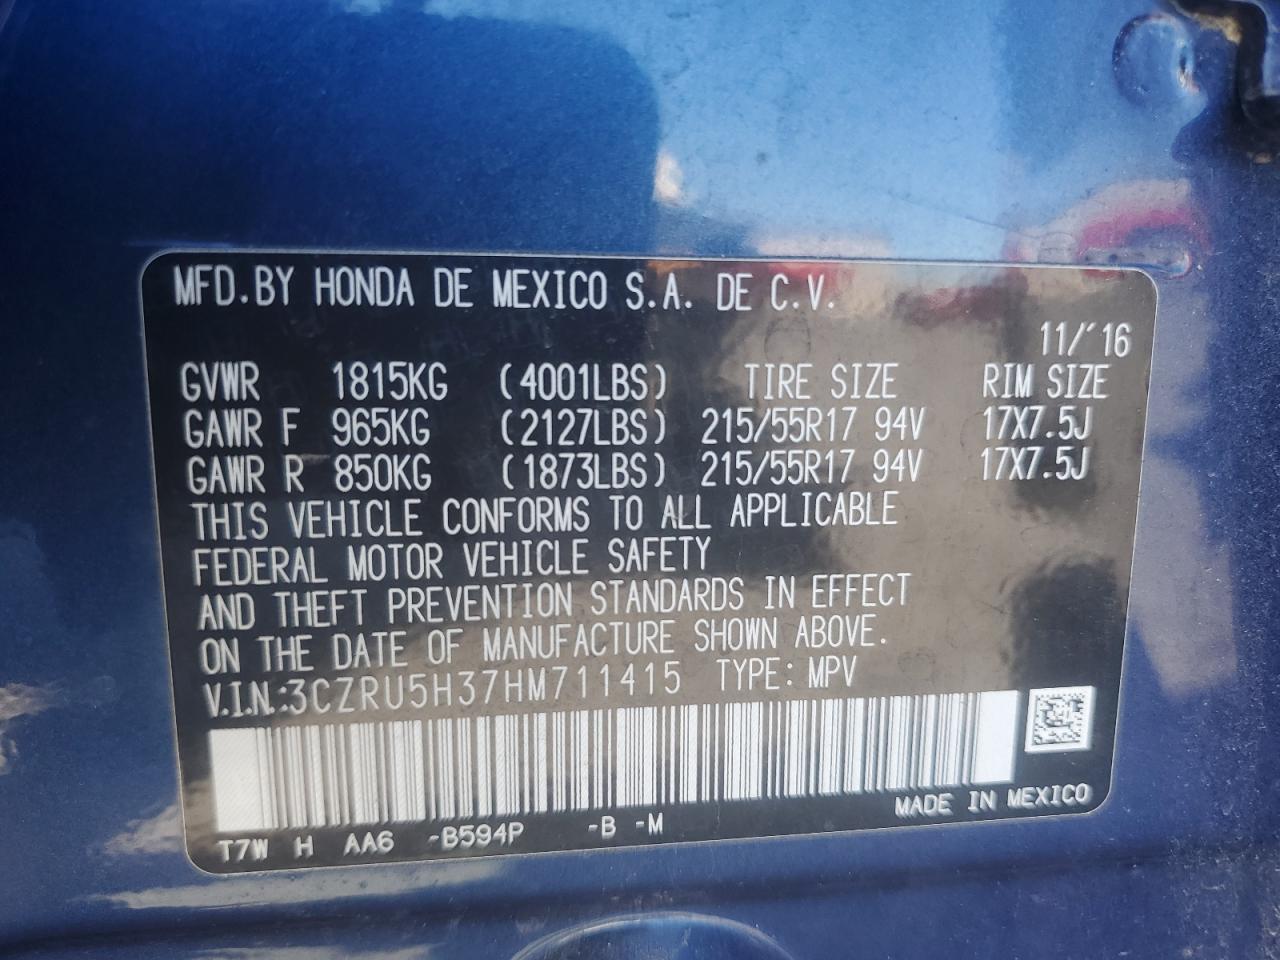 MFD.BY HONDA DE MEXICO S.A. DE C.V.
11/'16
GVWR 1815KG (4001LBS) TIRE SIZE RIM SIZE
GAWR F 965KG (2127LBS) 215/55R17 94V 17X7.5J
GAWR R 850KG (1873LBS) 215/55R17 94V 17X7.5J
THIS VEHICLE CONFORMS TO ALL APPLICABLE
FEDERAL MOTOR VEHICLE SAFETY
AND THEFT PREVENTION STANDARDS IN EFFECT
ON THE DATE OF MANUFACTURE SHOWN ABOVE.
V.I.N.:3CZRU5H37HM711415 TYPE: MPV
MADE IN MEXICO
T7W H AA6 -B594P -B -M